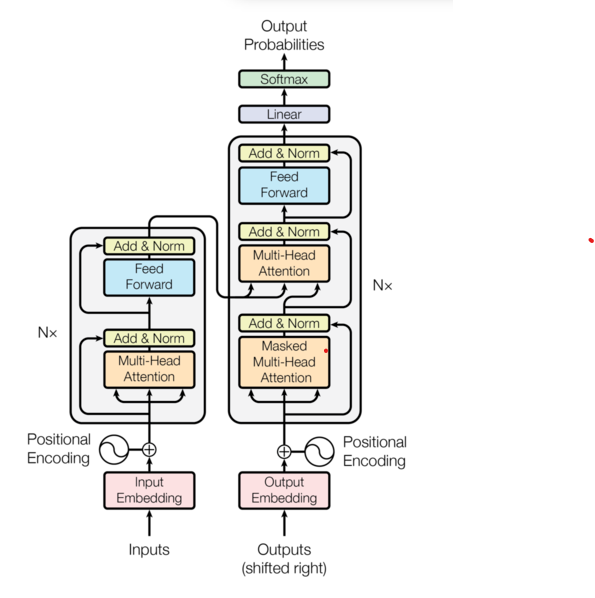 Output
Probabilities
Softmax
Linear
Add & Norm
Feed
Forward
Add & Norm
Multi-Head
Attention
Add & Norm
Masked
Multi-Head
Attention
Nx
Add & Norm
Feed
Forward
Add & Norm
Multi-Head
Attention
Nx
Positional
Encoding
Positional
Encoding
Input
Embedding
Output
Embedding
Inputs
Outputs
(shifted right)